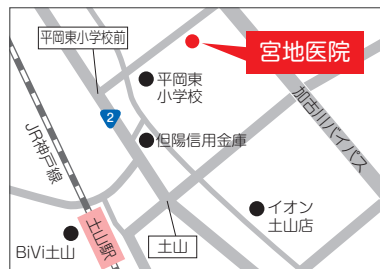 平岡東小学校前
宮地医院
平岡東
小学校
2
加古川バイパス
但陽信用金庫
JR神戸線
イオン
土山店
土山駅
土山
BiVi土山